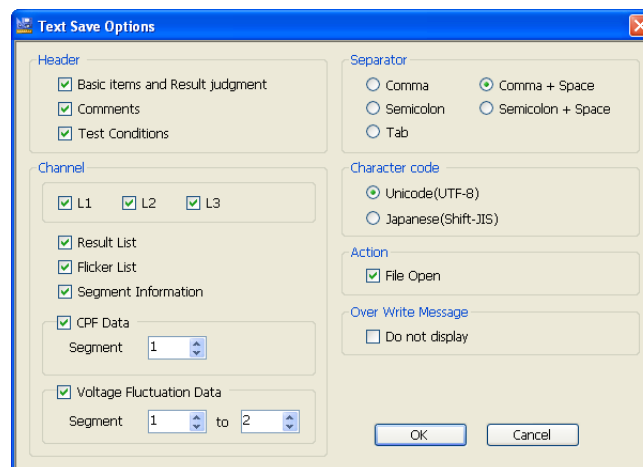 Text Save Options
Header
Basic items and Result judgment
Comments
Test Conditions
Channel
L1 L2 L3
Result List
Flicker List
Segment Information
CPF Data
Segment 1
Voltage Fluctuation Data
Segment 1 to 2
Separator
Comma Comma + Space
Semicolon Semicolon + Space
Tab
Character code
Unicode(UTF-8)
Japanese(Shift-JIS)
Action
File Open
Over Write Message
Do not display
OK Cancel